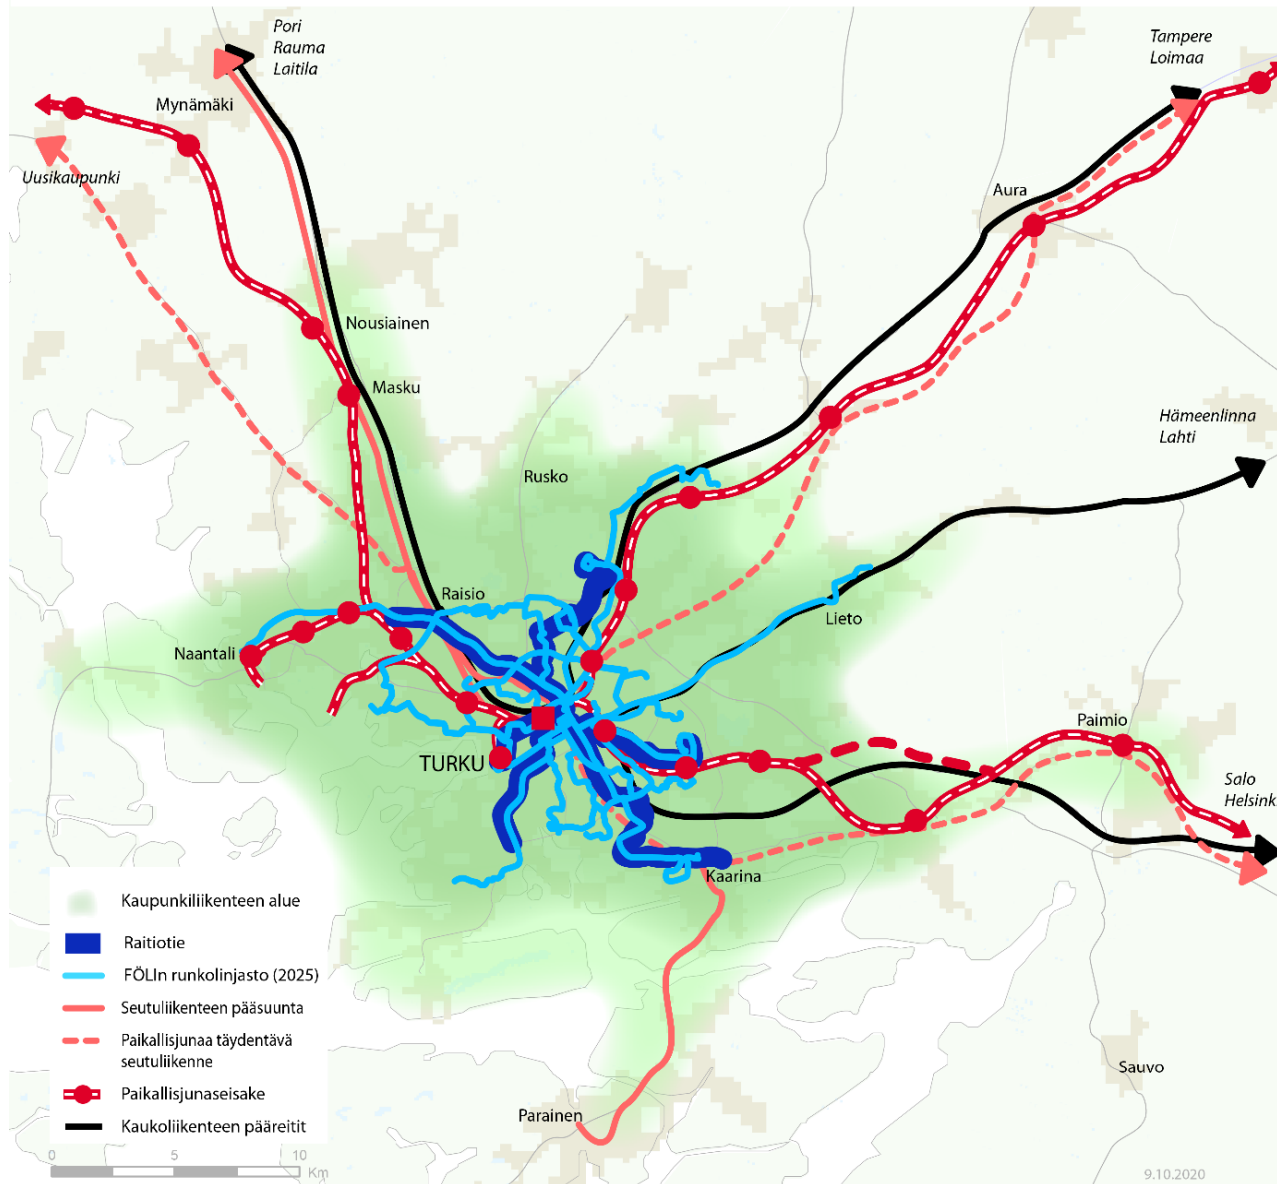 Pori
Rauma
Laitila
Tampere
Loimaa
Mynämäki
Uusikaupunki
Aura
Nousiainen
Masku
Hämeenlinna
Lahti
Rusko
Raisio
Lieto
Naantali
Paimio
TURKU
Salo
Helsinki
Kaarina
Kaupunkiliikenteen alue
Raitiotie
FÖLIn runkolinjasto (2025)
Seutuliikenteen pääsuunta
Paikallisjunaa täydentävä
seutuliikenne
Paikallisjunaseisake
Kaukoliikenteen pääreitit
Sauvo
Parainen
0 5 10
Km
9.10.2020